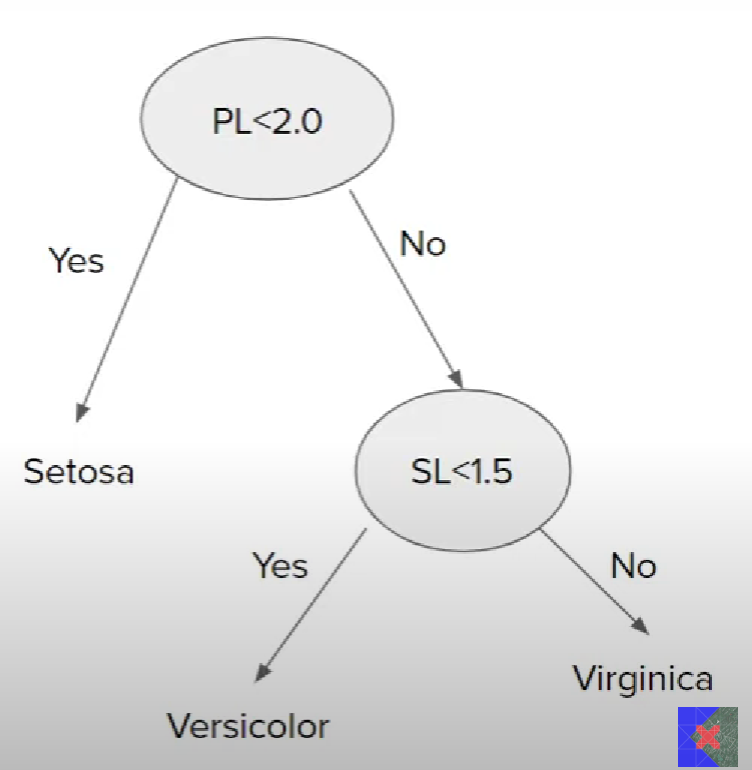 PL<2.0
Yes
No
Setosa
SL<1.5
Yes
No
Virginica
Versicolor